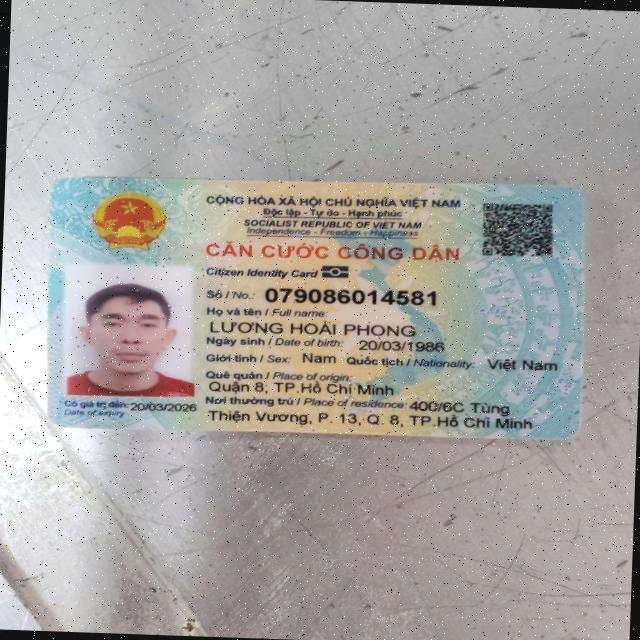 CỘNG HÒA XÃ HỘI CHỦ NGHĨA VIỆT NAM
Độc lập - Tự do - Hạnh phúc
SOCIALIST REPUBLIC OF VIET NAM
Independence - Freedom - Happiness
CĂN CƯỚC CÔNG DÂN
Citizen Identity Card
Số / No.: 079086014581
Họ và tên / Full name:
LƯƠNG HOÀI PHONG
Ngày sinh / Date of birth: 20/03/1986
Giới tính / Sex: Nam Quốc tịch / Nationality: Việt Nam
Quê quán / Place of origin:
Quận 8, TP.Hồ Chí Minh
Nơi thường trú / Place of residence: 400/8C Tùng
Thiện Vương, P. 13, Q. 8, TP.Hồ Chí Minh
Có giá trị đến: 20/03/2026
Date of expiry